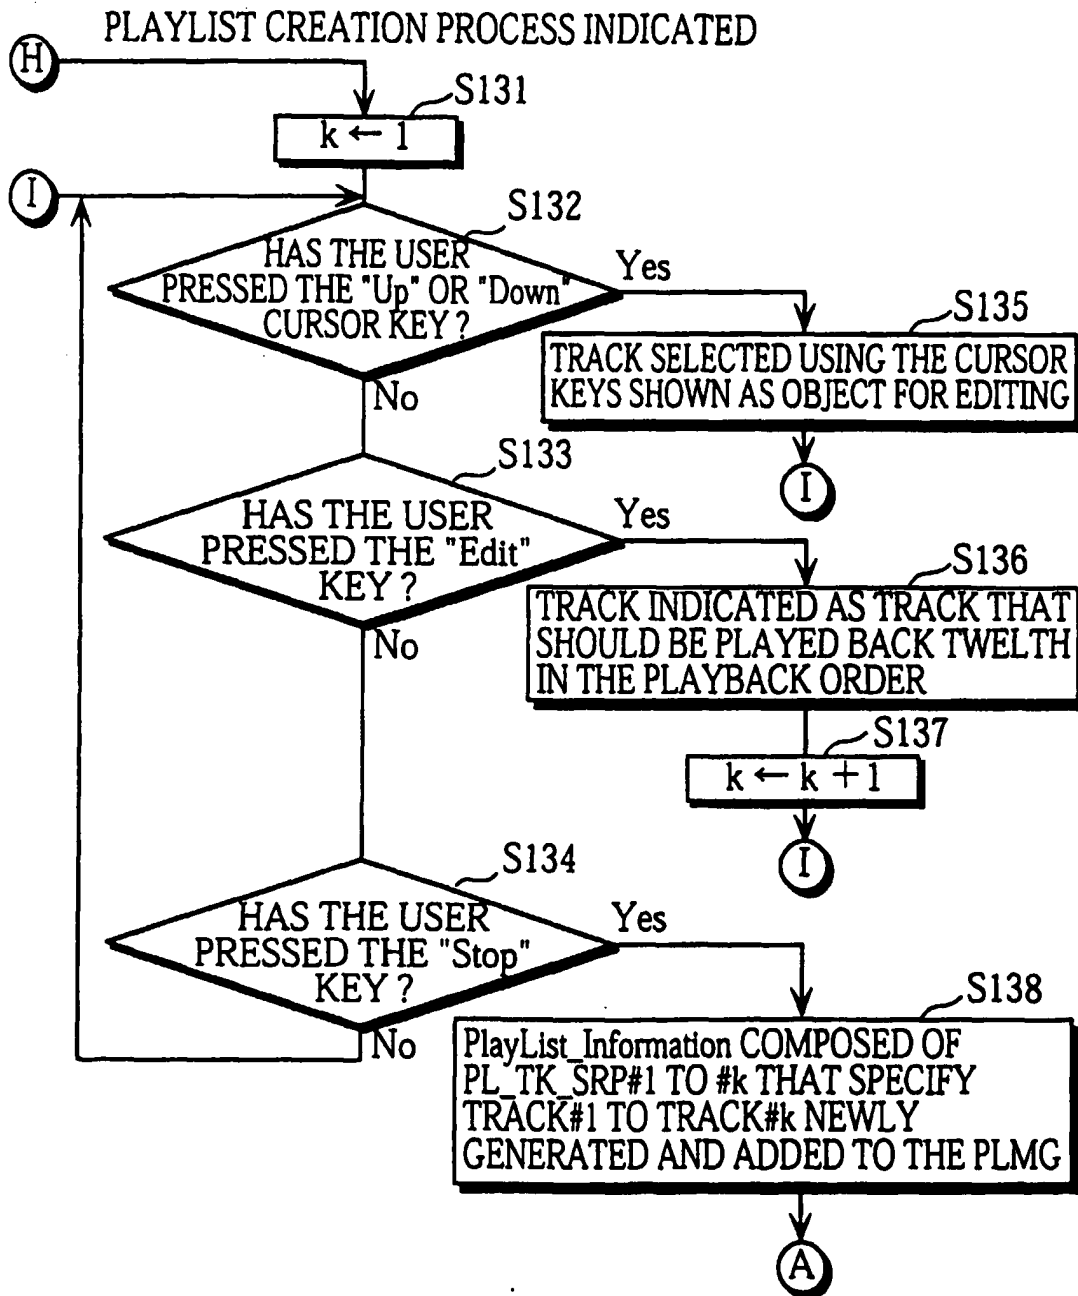 PLAYLIST CREATION PROCESS INDICATED
H
S131
k ← 1
I
S132
HAS THE USER
PRESSED THE "Up" OR "Down"
CURSOR KEY ?
Yes
No
S135
TRACK SELECTED USING THE CURSOR
KEYS SHOWN AS OBJECT FOR EDITING
I
S133
HAS THE USER
PRESSED THE "Edit"
KEY ?
Yes
No
S136
TRACK INDICATED AS TRACK THAT
SHOULD BE PLAYED BACK TWELTH
IN THE PLAYBACK ORDER
S137
k ← k + 1
I
S134
HAS THE USER
PRESSED THE "Stop"
KEY ?
Yes
No
S138
PlayList_Information COMPOSED OF
PL_TK_SRP#1 TO #k THAT SPECIFY
TRACK#1 TO TRACK#k NEWLY
GENERATED AND ADDED TO THE PLMG
A